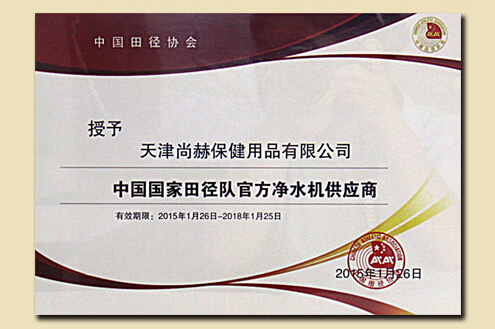 中国田径协会
授予
天津尚赫保健用品有限公司
中国国家田径队官方净水机供应商
有效期限：2015年1月26日-2018年1月25日
2015年1月26日